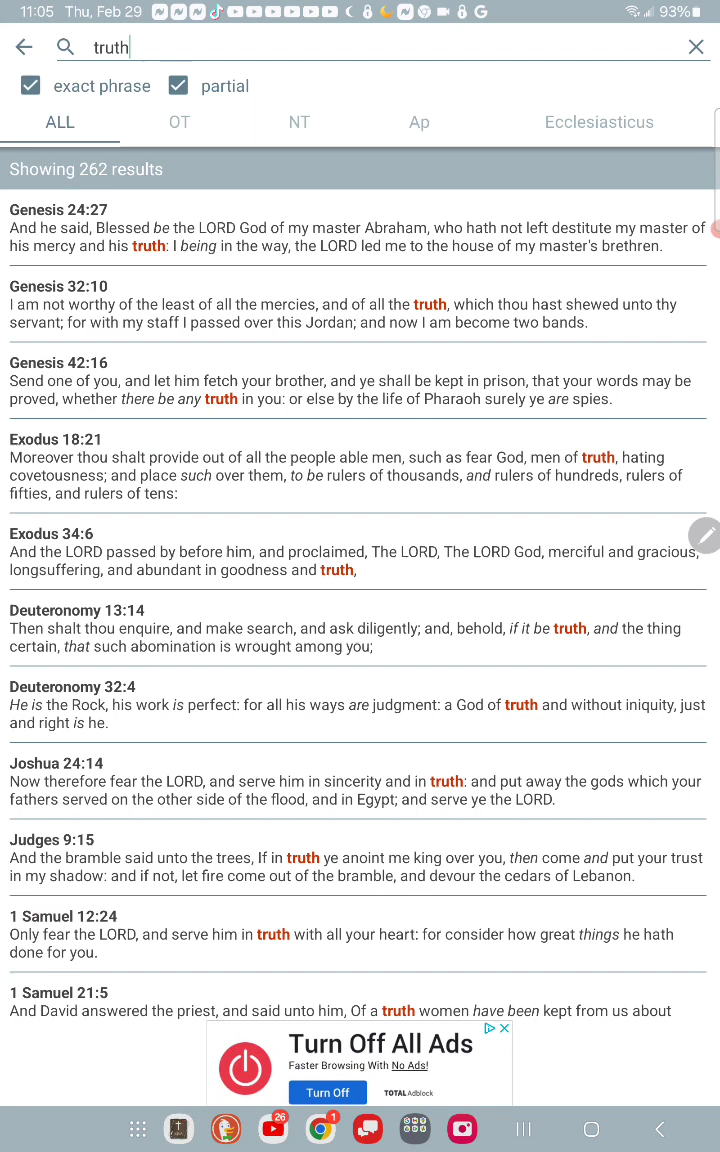 11:05 Thu, Feb 29 93%
truth
exact phrase partial
ALL OT NT Ap Ecclesiasticus
Showing 262 results
Genesis 24:27
And he said, Blessed be the LORD God of my master Abraham, who hath not left destitute my master of
his mercy and his truth: I being in the way, the LORD led me to the house of my master's brethren.
Genesis 32:10
I am not worthy of the least of all the mercies, and of all the truth, which thou hast shewed unto thy
servant; for with my staff I passed over this Jordan; and now I am become two bands.
Genesis 42:16
Send one of you, and let him fetch your brother, and ye shall be kept in prison, that your words may be
proved, whether there be any truth in you: or else by the life of Pharaoh surely ye are spies.
Exodus 18:21
Moreover thou shalt provide out of all the people able men, such as fear God, men of truth, hating
covetousness; and place such over them, to be rulers of thousands, and rulers of hundreds, rulers of
fifties, and rulers of tens:
Exodus 34:6
And the LORD passed by before him, and proclaimed, The LORD, The LORD God, merciful and gracious,
longsuffering, and abundant in goodness and truth,
Deuteronomy 13:14
Then shalt thou enquire, and make search, and ask diligently; and, behold, if it be truth, and the thing
certain, that such abomination is wrought among you;
Deuteronomy 32:4
He is the Rock, his work is perfect: for all his ways are judgment: a God of truth and without iniquity, just
and right is he.
Joshua 24:14
Now therefore fear the LORD, and serve him in sincerity and in truth: and put away the gods which your
fathers served on the other side of the flood, and in Egypt; and serve ye the LORD.
Judges 9:15
And the bramble said unto the trees, If in truth ye anoint me king over you, then come and put your trust
in my shadow: and if not, let fire come out of the bramble, and devour the cedars of Lebanon.
1 Samuel 12:24
Only fear the LORD, and serve him in truth with all your heart: for consider how great things he hath
done for you.
1 Samuel 21:5
And David answered the priest, and said unto him, Of a truth women have been kept from us about
Turn Off All Ads
Faster Browsing With No Ads!
Turn Off TOTAL Adblock
26 1